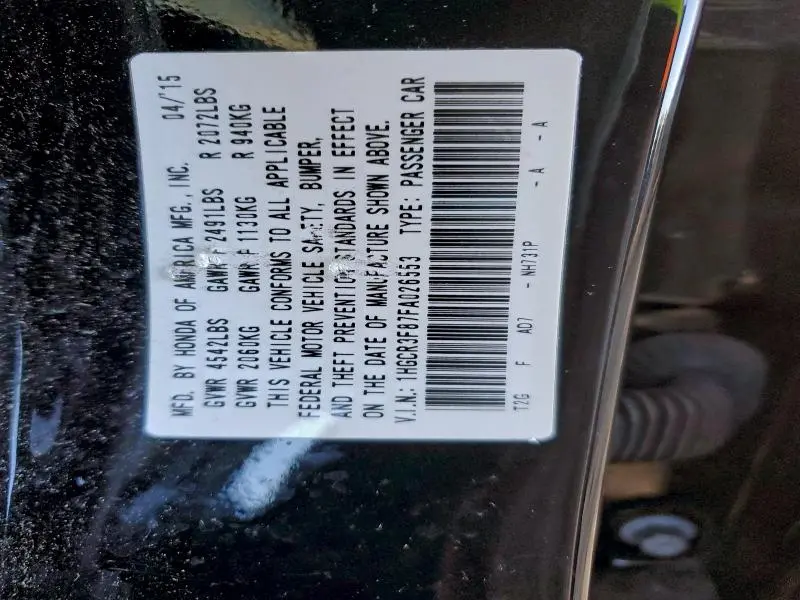 MFD. BY HONDA OF AMERICA MFG., INC. 04/'15
GVWR 4542LBS GAWR F 2491LBS R 2072LBS
GVWR 2060KG GAWR F 1130KG R 940KG
THIS VEHICLE CONFORMS TO ALL APPLICABLE
FEDERAL MOTOR VEHICLE SAFETY, BUMPER,
AND THEFT PREVENTION STANDARDS IN EFFECT
ON THE DATE OF MANUFACTURE SHOWN ABOVE.
V.I.N.: 1HGCR3F87FA026553 TYPE: PASSENGER CAR
T2G F AD7 - NH731P - A - A